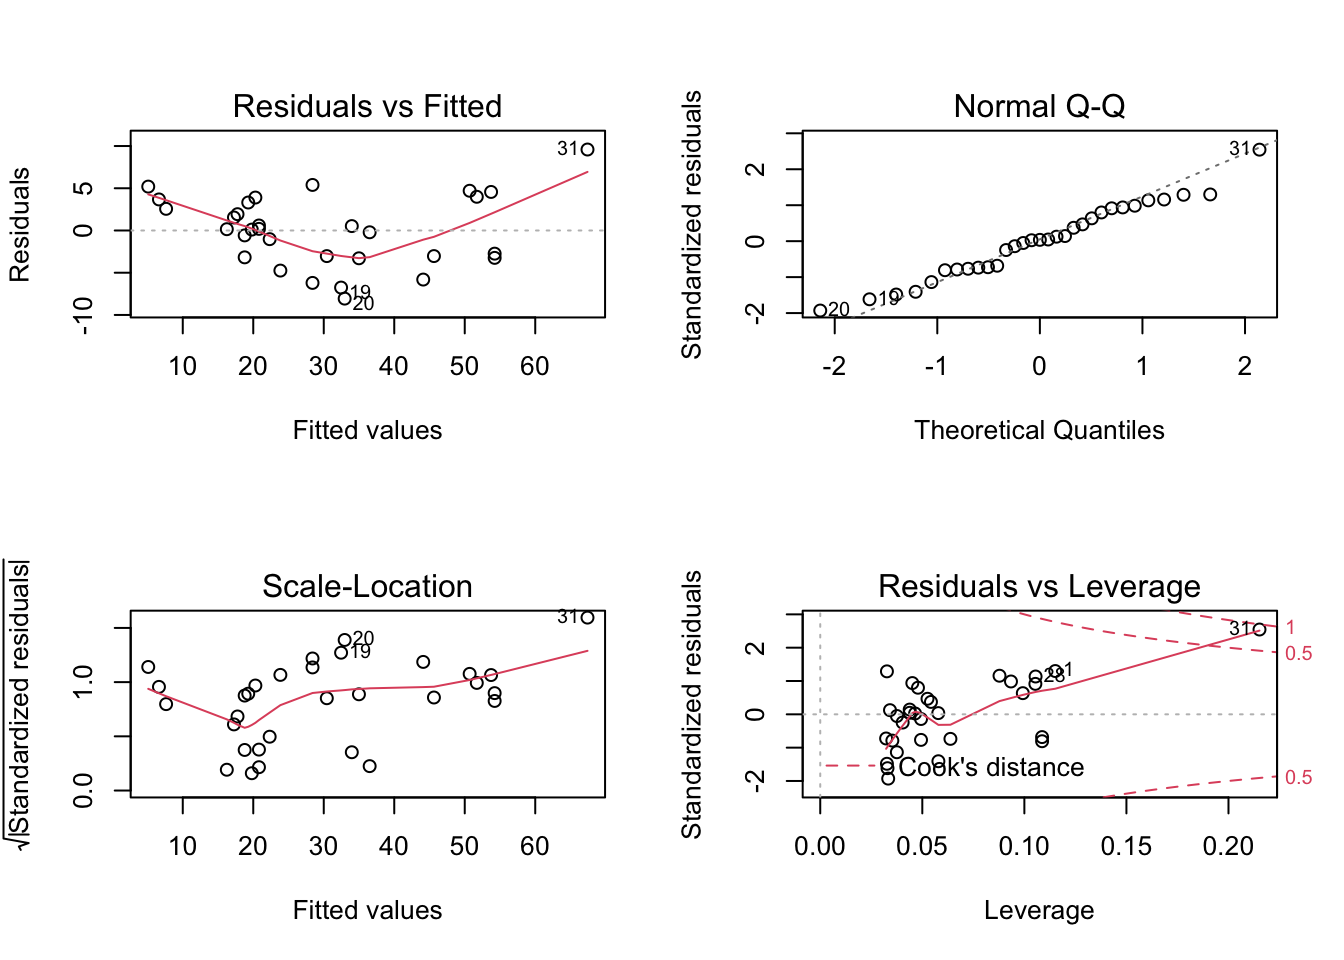 Residuals vs Fitted
Residuals
5
0
-10
31
19
20
10 20 30 40 50 60
Fitted values
Normal Q-Q
Standardized residuals
2
0
-2
31
20
19
-2 -1 0 1 2
Theoretical Quantiles
Scale-Location
√|Standardized residuals|
1.0
0.0
31
20
19
10 20 30 40 50 60
Fitted values
Residuals vs Leverage
Standardized residuals
2
0
-2
31
1
28
1
0.5
0.5
Cook's distance
0.00 0.05 0.10 0.15 0.20
Leverage